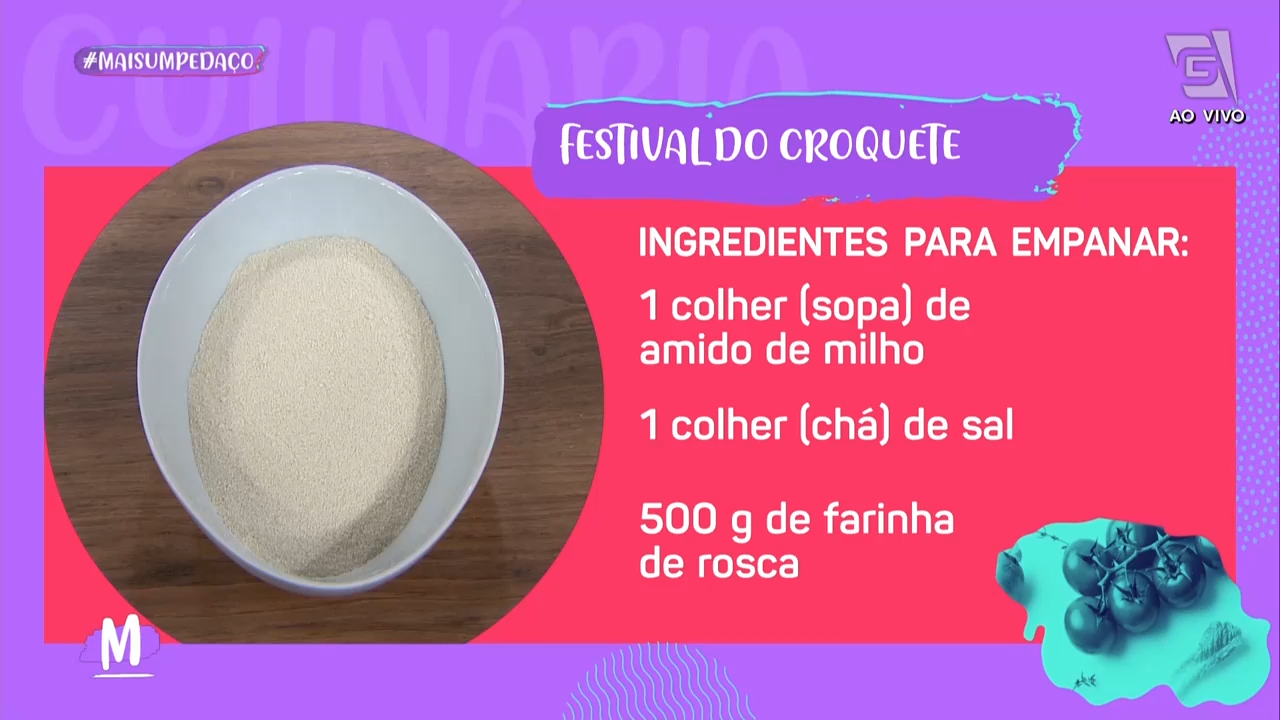 CULINÁRIA
#MAISUMPEDAÇO
G
AO VIVO
FESTIVAL DO CROQUETE
INGREDIENTES PARA EMPANAR:
1 colher (sopa) de
amido de milho
1 colher (chá) de sal
500 g de farinha
de rosca
M